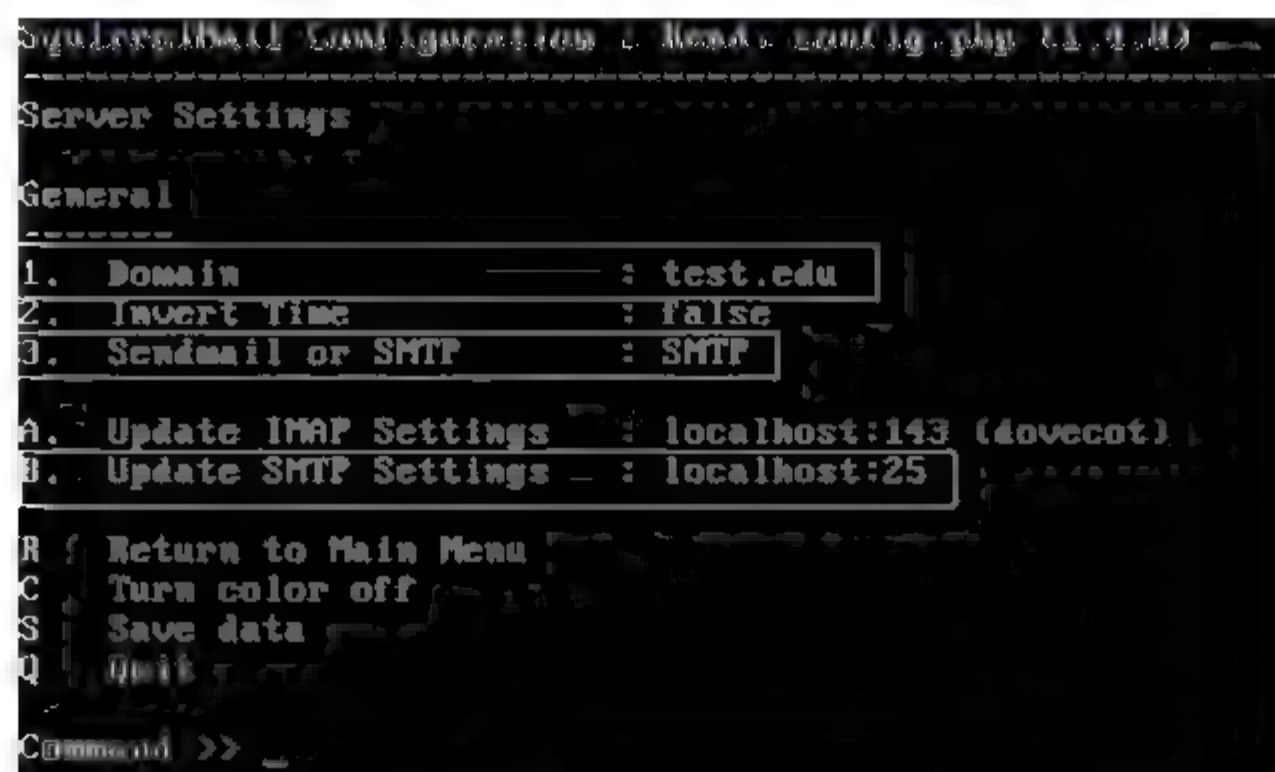 SquirrelMail Configuration : Read: config.php (1.4.0)
Server Settings
General
-------
1. Domain : test.edu
2. Invert Time : false
3. Sendmail or SMTP : SMTP
A. Update IMAP Settings : localhost:143 (dovecot)
B. Update SMTP Settings : localhost:25
R Return to Main Menu
C Turn color off
S Save data
Q Quit
Command >> _